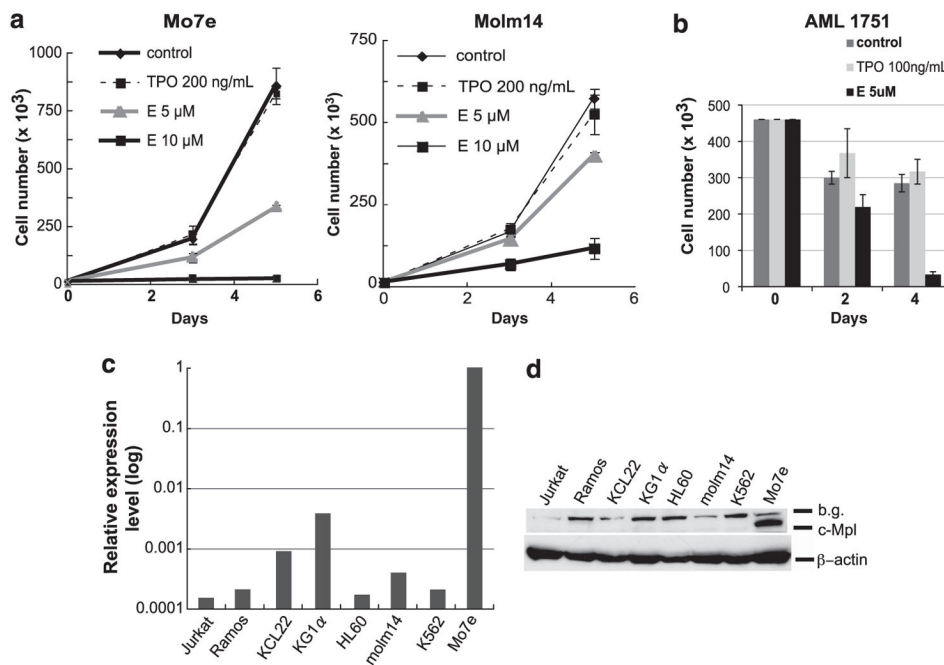 a
Mo7e
1000
750
500
250
0
Cell number (x 10³)
control
TPO 200 ng/mL
E 5 µM
E 10 µM
0 2 4 6
Days
Molm14
750
500
250
0
Cell number (x 10³)
control
TPO 200 ng/mL
E 5 µM
E 10 µM
0 2 4 6
Days
b
AML 1751
control
TPO 100ng/mL
E 5uM
500
400
300
200
100
0
Cell number (x 10³)
0 2 4
Days
c
1
0.1
0.01
0.001
0.0001
Relative expression
level (log)
Jurkat
Ramos
KCL22
KG1α
HL60
molm14
K562
Mo7e
d
Jurkat
Ramos
KCL22
KG1α
HL60
molm14
K562
Mo7e
b.g.
c-Mpl
β-actin